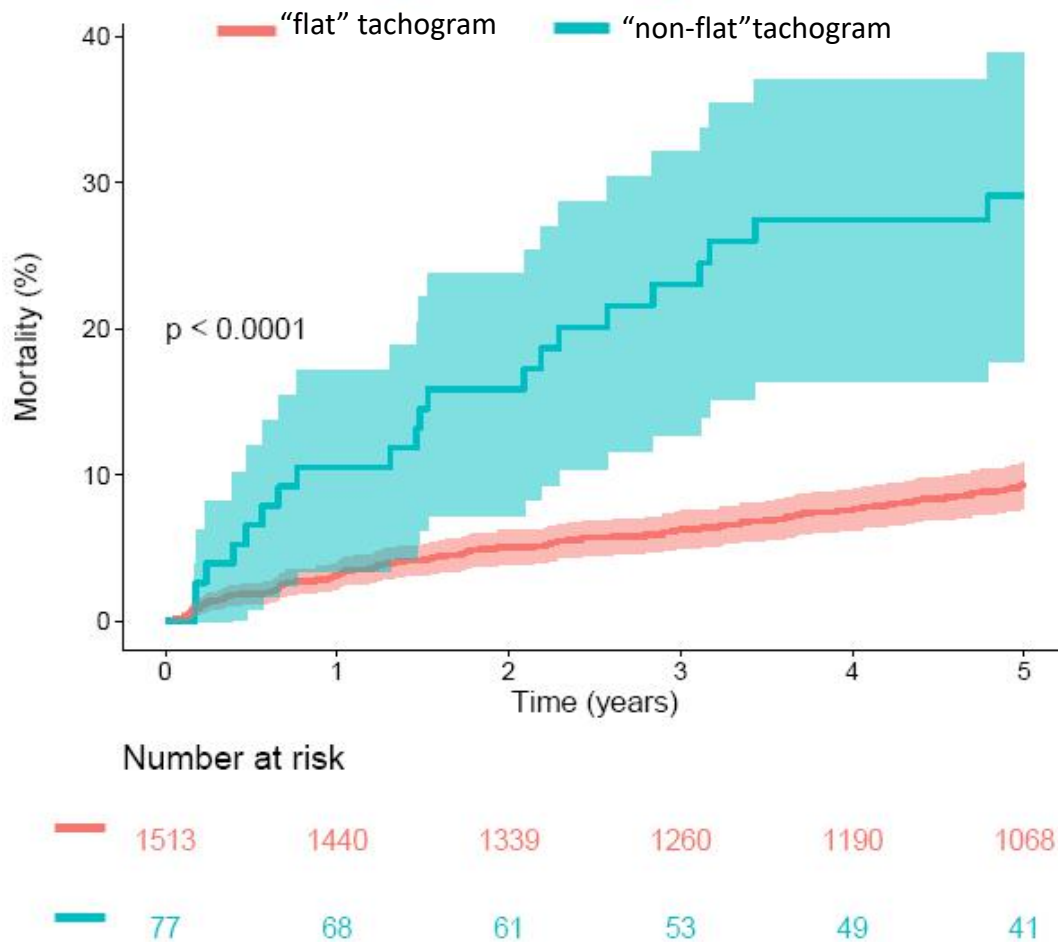 “flat” tachogram “non-flat”tachogram
40
30
20
10
0
Mortality (%)
p < 0.0001
0 1 2 3 4 5
Time (years)
Number at risk
1513 1440 1339 1260 1190 1068
77 68 61 53 49 41